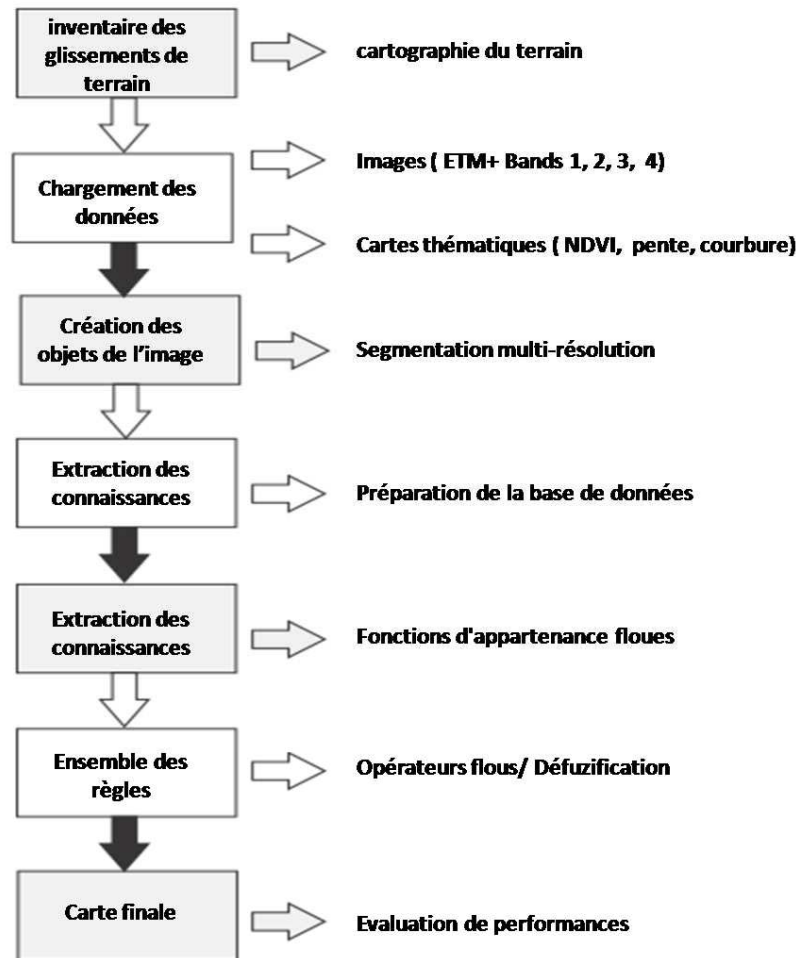 inventaire des
glissements de
terrain
cartographie du terrain
Chargement des
données
Images ( ETM+ Bands 1, 2, 3, 4)
Cartes thématiques ( NDVI, pente, courbure)
Création des
objets de l'image
Segmentation multi-résolution
Extraction des
connaissances
Préparation de la base de données
Extraction des
connaissances
Fonctions d'appartenance floues
Ensemble des
règles
Opérateurs flous/ Défuzification
Carte finale
Evaluation de performances